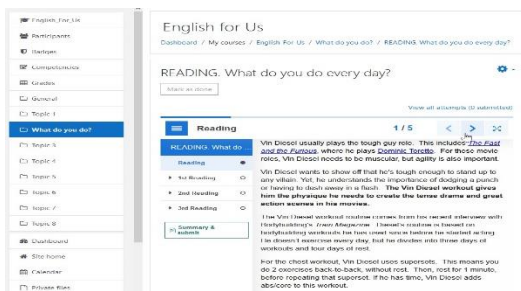 English_For_Us
Participants
Badges
Competencies
Grades
General
Topic 1
What do you do?
Topic 3
Topic 4
Topic 5
Topic 6
Topic 7
Topic 8
Dashboard
Site home
Calendar
Private files
English for Us
Dashboard / My courses / English For Us / What do you do? / READING. What do you do every day?
READING. What do you do every day?
Mark as done
View all attempts (0 submitted)
Reading
1 / 5
READING. What do ...
Reading
1st Reading
2nd Reading
3rd Reading
Summary &
submit
Vin Diesel usually plays the tough guy role. This includes The Fast
and the Furious, where he plays Dominic Toretto. For these movie
roles, Vin Diesel needs to be muscular, but agility is also important.
Vin Diesel wants to show off that he's tough enough to stand up to
any villain. Yet, he understands the importance of dodging a punch
or having to dash away in a flash. The Vin Diesel workout gives
him the physique he needs to create the tense drama and great
action scenes in his movies.
The Vin Diesel workout routine comes from his recent interview with
Bodybuilding's Train Magazine. Diesel's routine is based on
bodybuilding workouts he has used since before he started acting.
He doesn't exercise every day, but he divides into three days of
workouts and four days of rest.
For the chest workout, Vin Diesel uses supersets. This means you
do 2 exercises back-to-back, without rest. Then, rest for 1 minute,
before repeating that superset. If he has time, Vin Diesel adds
abs/core to this workout.